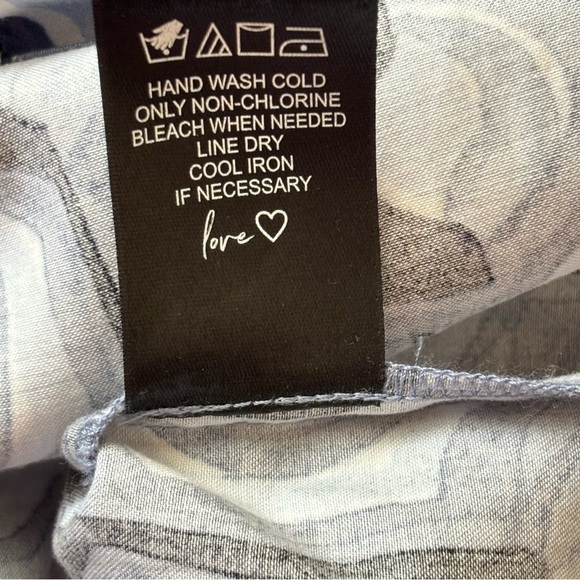 HAND WASH COLD
ONLY NON-CHLORINE
BLEACH WHEN NEEDED
LINE DRY
COOL IRON
IF NECESSARY
love